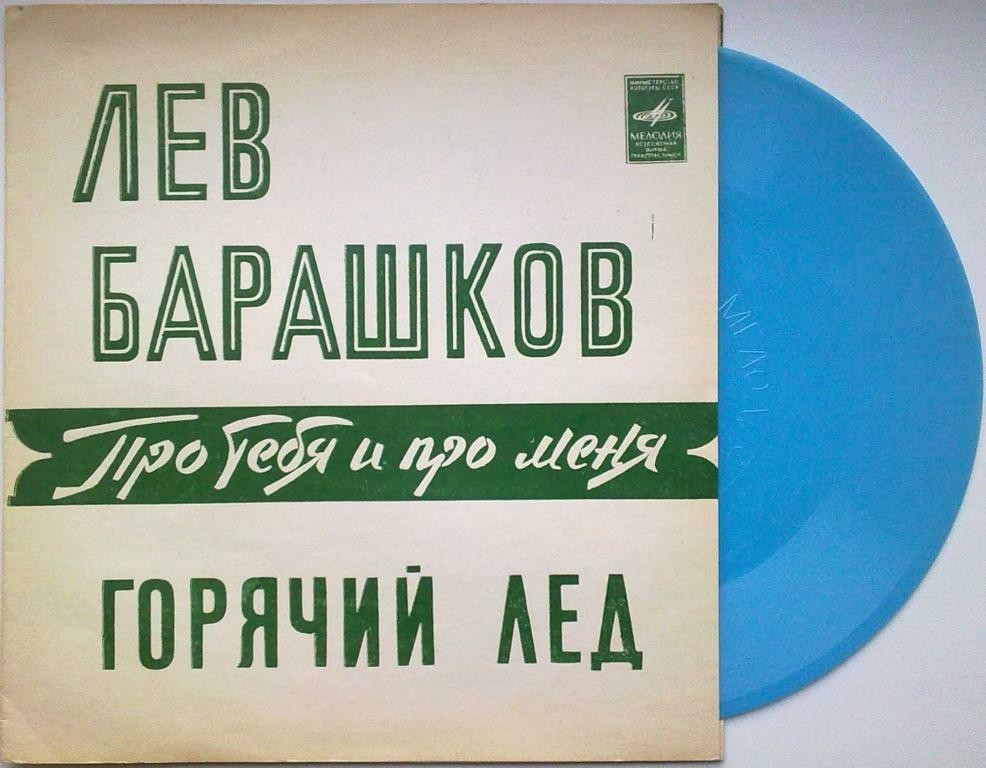 ЛЕВ
БАРАШКОВ
МИНИСТЕРСТВО
КУЛЬТУРЫ СССР
МЕЛОДИЯ
ВСЕСОЮЗНАЯ
ФИРМА
ГРАМПЛАСТИНОК
Про тебя и про меня
ГОРЯЧИЙ ЛЕД